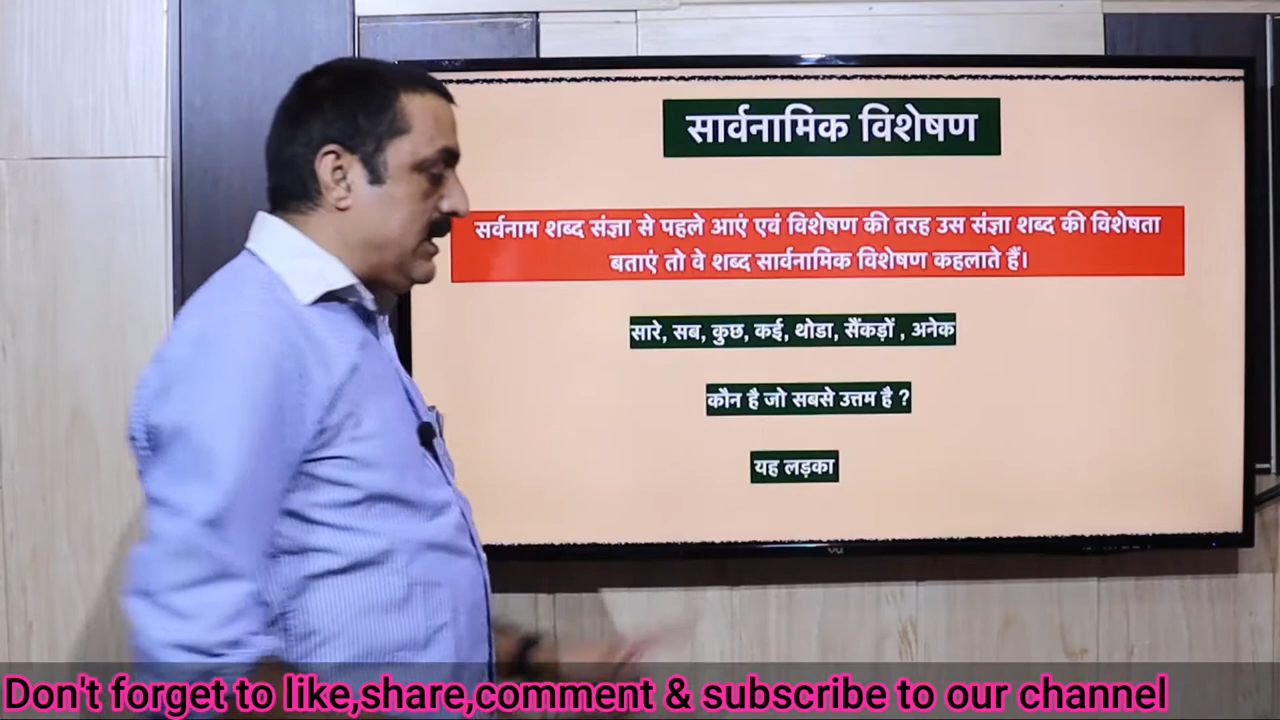 सार्वनामिक विशेषण
सर्वनाम शब्द संज्ञा से पहले आएं एवं विशेषण की तरह उस संज्ञा शब्द की विशेषता
बताएं तो वे शब्द सार्वनामिक विशेषण कहलाते हैं।
सारे, सब, कुछ, कई, थोडा, सैंकड़ों , अनेक
कौन है जो सबसे उत्तम है ?
यह लड़का
VU
Don't forget to like,share,comment & subscribe to our channel